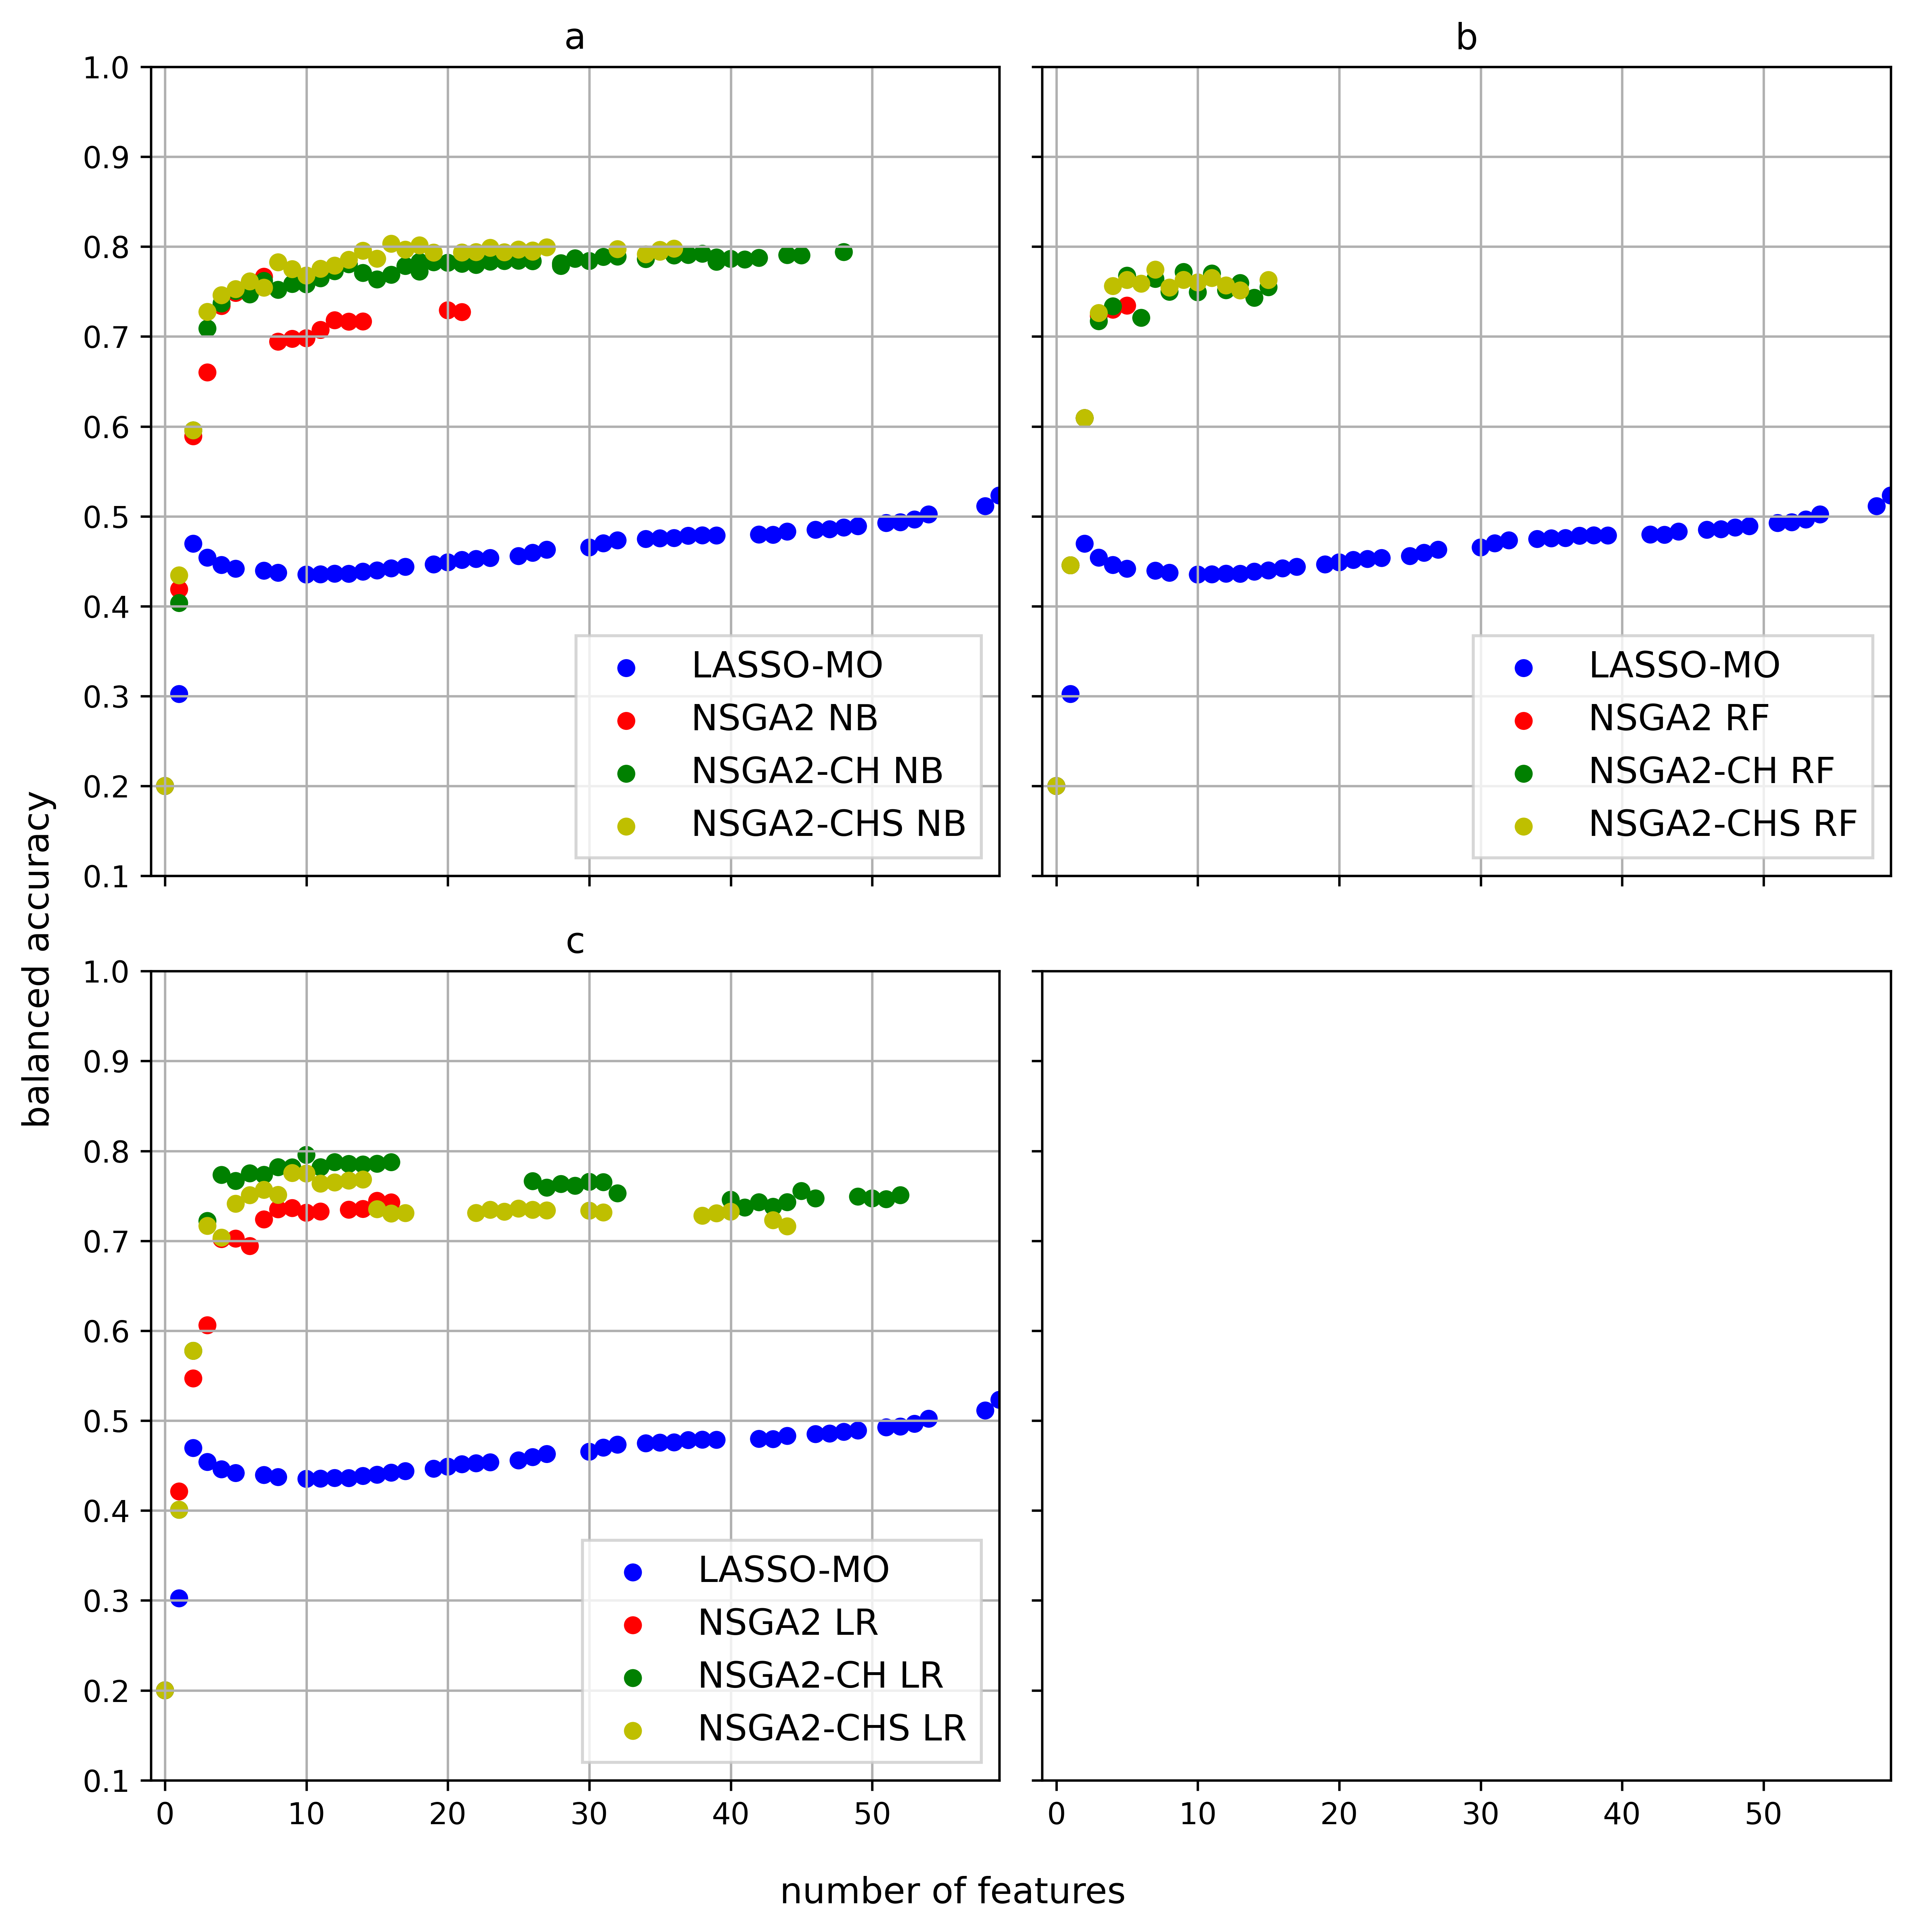 a
b
1.0
0.9
0.8
0.7
0.6
0.5
0.4
0.3
0.2
0.1
LASSO-MO
NSGA2 NB
NSGA2-CH NB
NSGA2-CHS NB
LASSO-MO
NSGA2 RF
NSGA2-CH RF
NSGA2-CHS RF
balanced accuracy
c
1.0
0.9
0.8
0.7
0.6
0.5
0.4
0.3
0.2
0.1
LASSO-MO
NSGA2 LR
NSGA2-CH LR
NSGA2-CHS LR
0 10 20 30 40 50
0 10 20 30 40 50
number of features